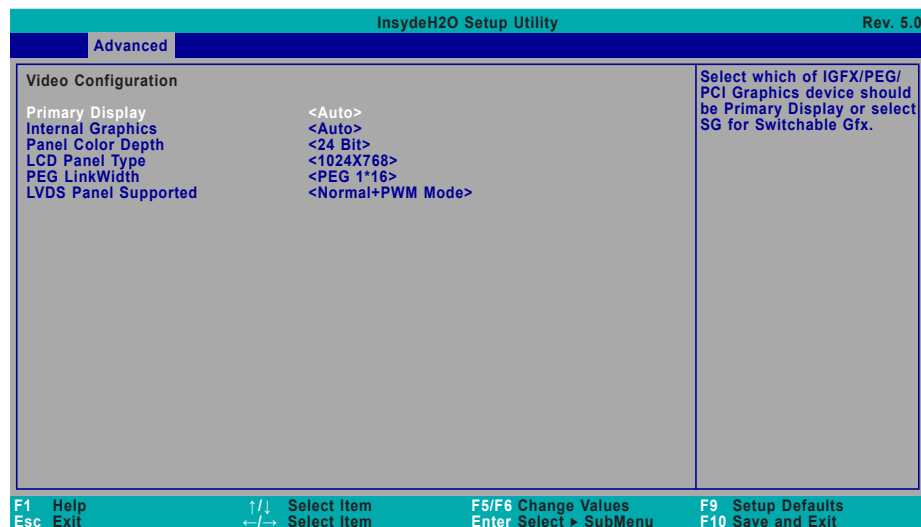 InsydeH2O Setup Utility Rev. 5.0
Advanced
Video Configuration
Primary Display <Auto>
Internal Graphics <Auto>
Panel Color Depth <24 Bit>
LCD Panel Type <1024X768>
PEG LinkWidth <PEG 1*16>
LVDS Panel Supported <Normal+PWM Mode>
Select which of IGFX/PEG/
PCI Graphics device should
be Primary Display or select
SG for Switchable Gfx.
F1 Help ↑/↓ Select Item F5/F6 Change Values F9 Setup Defaults
Esc Exit ←/→ Select Item Enter Select ▸ SubMenu F10 Save and Exit